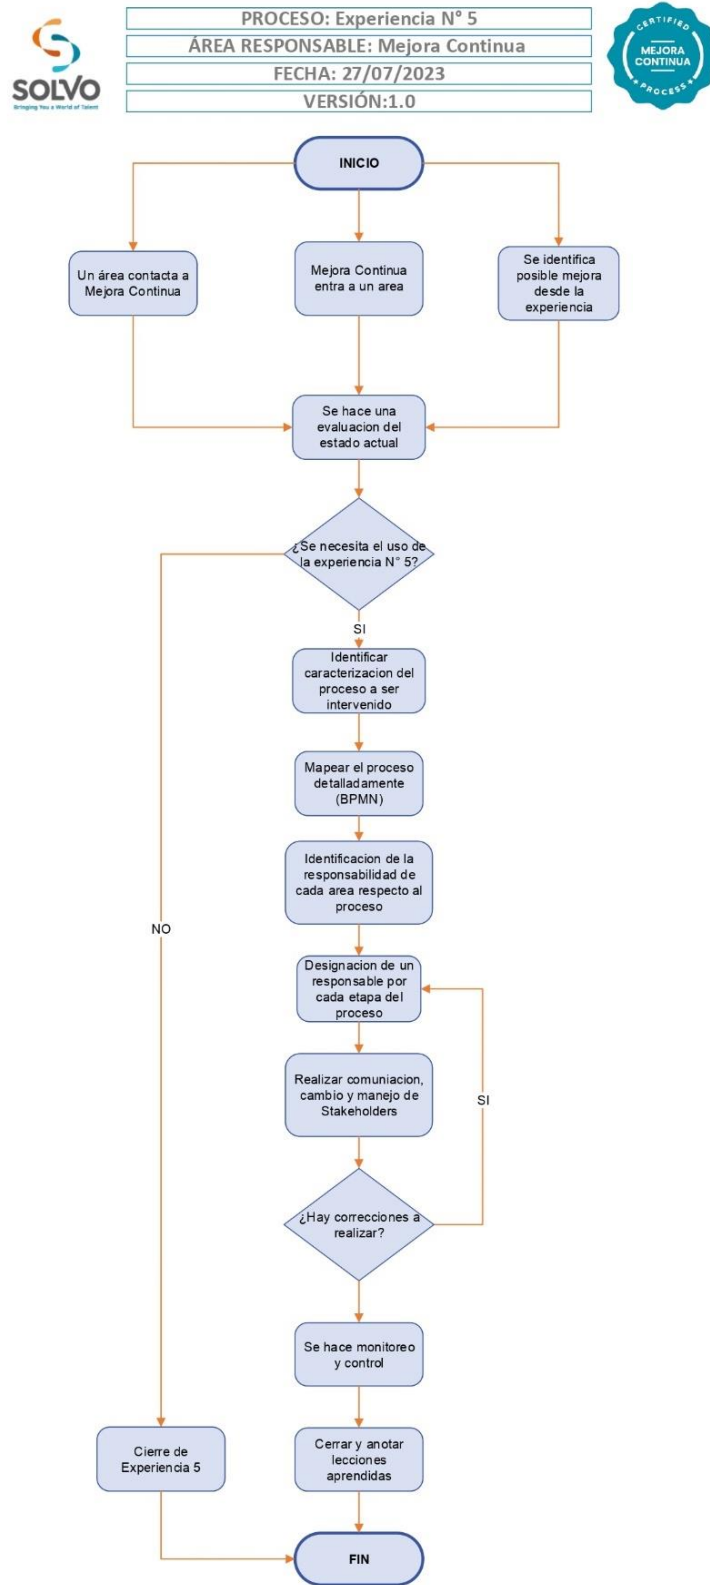 SOLVO
Bringing You a World of Talent
PROCESO: Experiencia N° 5
ÁREA RESPONSABLE: Mejora Continua
FECHA: 27/07/2023
VERSIÓN:1.0
CERTIFIED
MEJORA
CONTINUA
PROCESS
INICIO
Un área contacta a
Mejora Continua
Mejora Continua
entra a un area
Se identifica
posible mejora
desde la
experiencia
Se hace una
evaluacion del
estado actual
¿Se necesita el uso de
la experiencia N° 5?
SI
Identificar
caracterizacion del
proceso a ser
intervenido
Mapear el proceso
detalladamente
(BPMN)
Identificacion de la
responsabilidad de
cada area respecto al
proceso
NO
Designacion de un
responsable por
cada etapa del
proceso
Realizar comuniacion,
cambio y manejo de
Stakeholders
SI
¿Hay correcciones a
realizar?
Se hace monitoreo
y control
Cierre de
Experiencia 5
Cerrar y anotar
lecciones
aprendidas
FIN